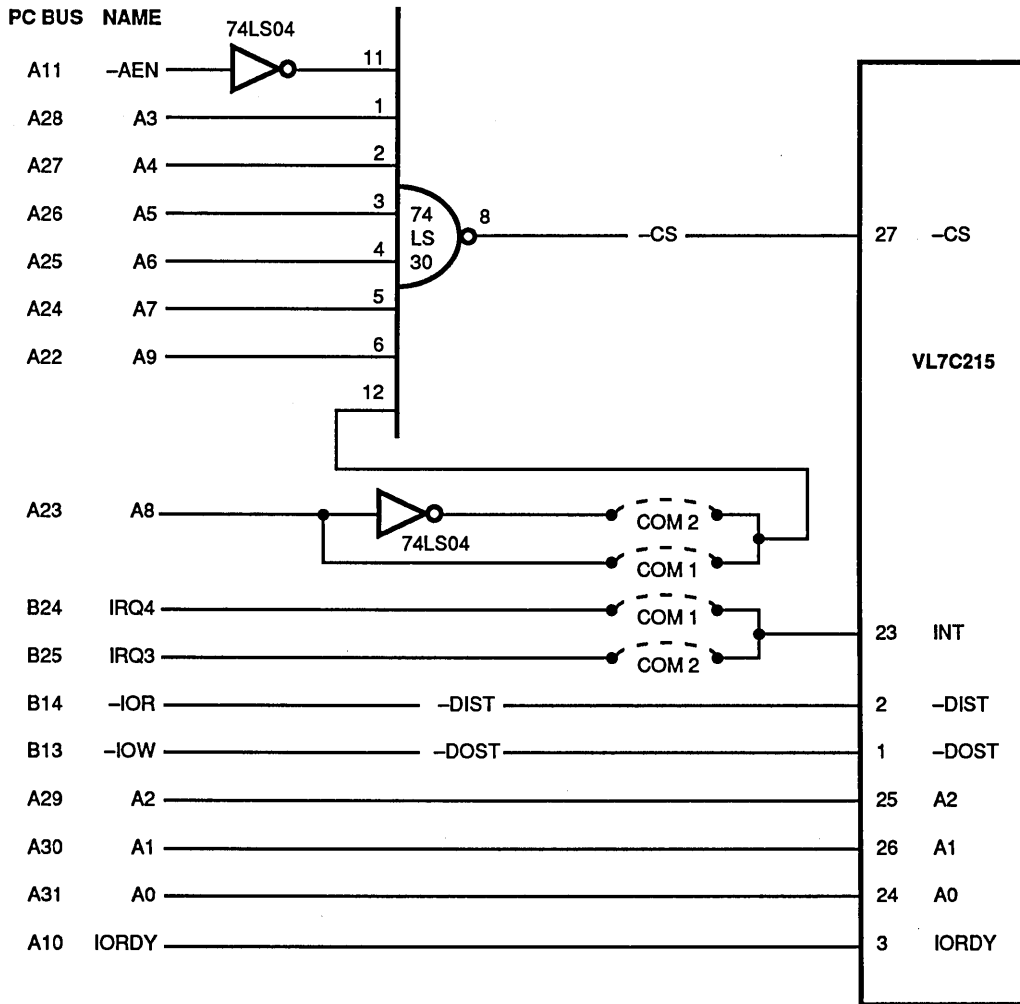 PC BUS NAME
74LS04
A11 –AEN 11
A28 A3 1
A27 A4 2
A26 A5 3 74 8
LS
A25 A6 4 30
–CS 27 –CS
A24 A7 5
A22 A9 6
VL7C215
12
A23 A8
74LS04
COM 2
COM 1
B24 IRQ4 COM 1
23 INT
B25 IRQ3 COM 2
B14 –IOR –DIST 2 –DIST
B13 –IOW –DOST 1 –DOST
A29 A2 25 A2
A30 A1 26 A1
A31 A0 24 A0
A10 IORDY 3 IORDY